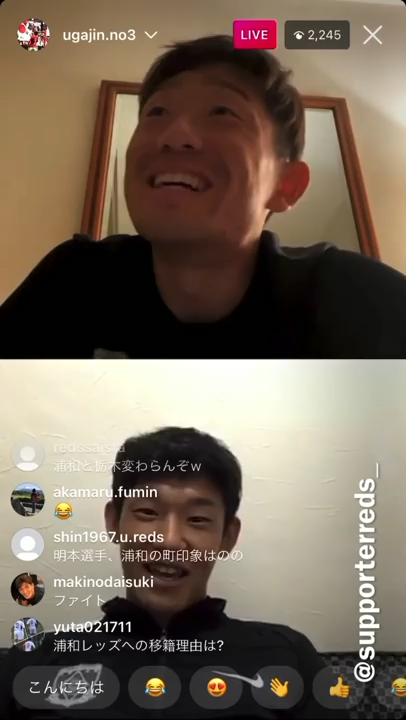 ugajin.no3
LIVE
2,245
redssaista
浦和と栃木変わらんぞw
akamaru.fumin
shin1967.u.reds
明本選手、浦和の町印象はのの
makinodaisuki
ファイト
yuta021711
浦和レッズへの移籍理由は?
こんにちは
@supporterreds_